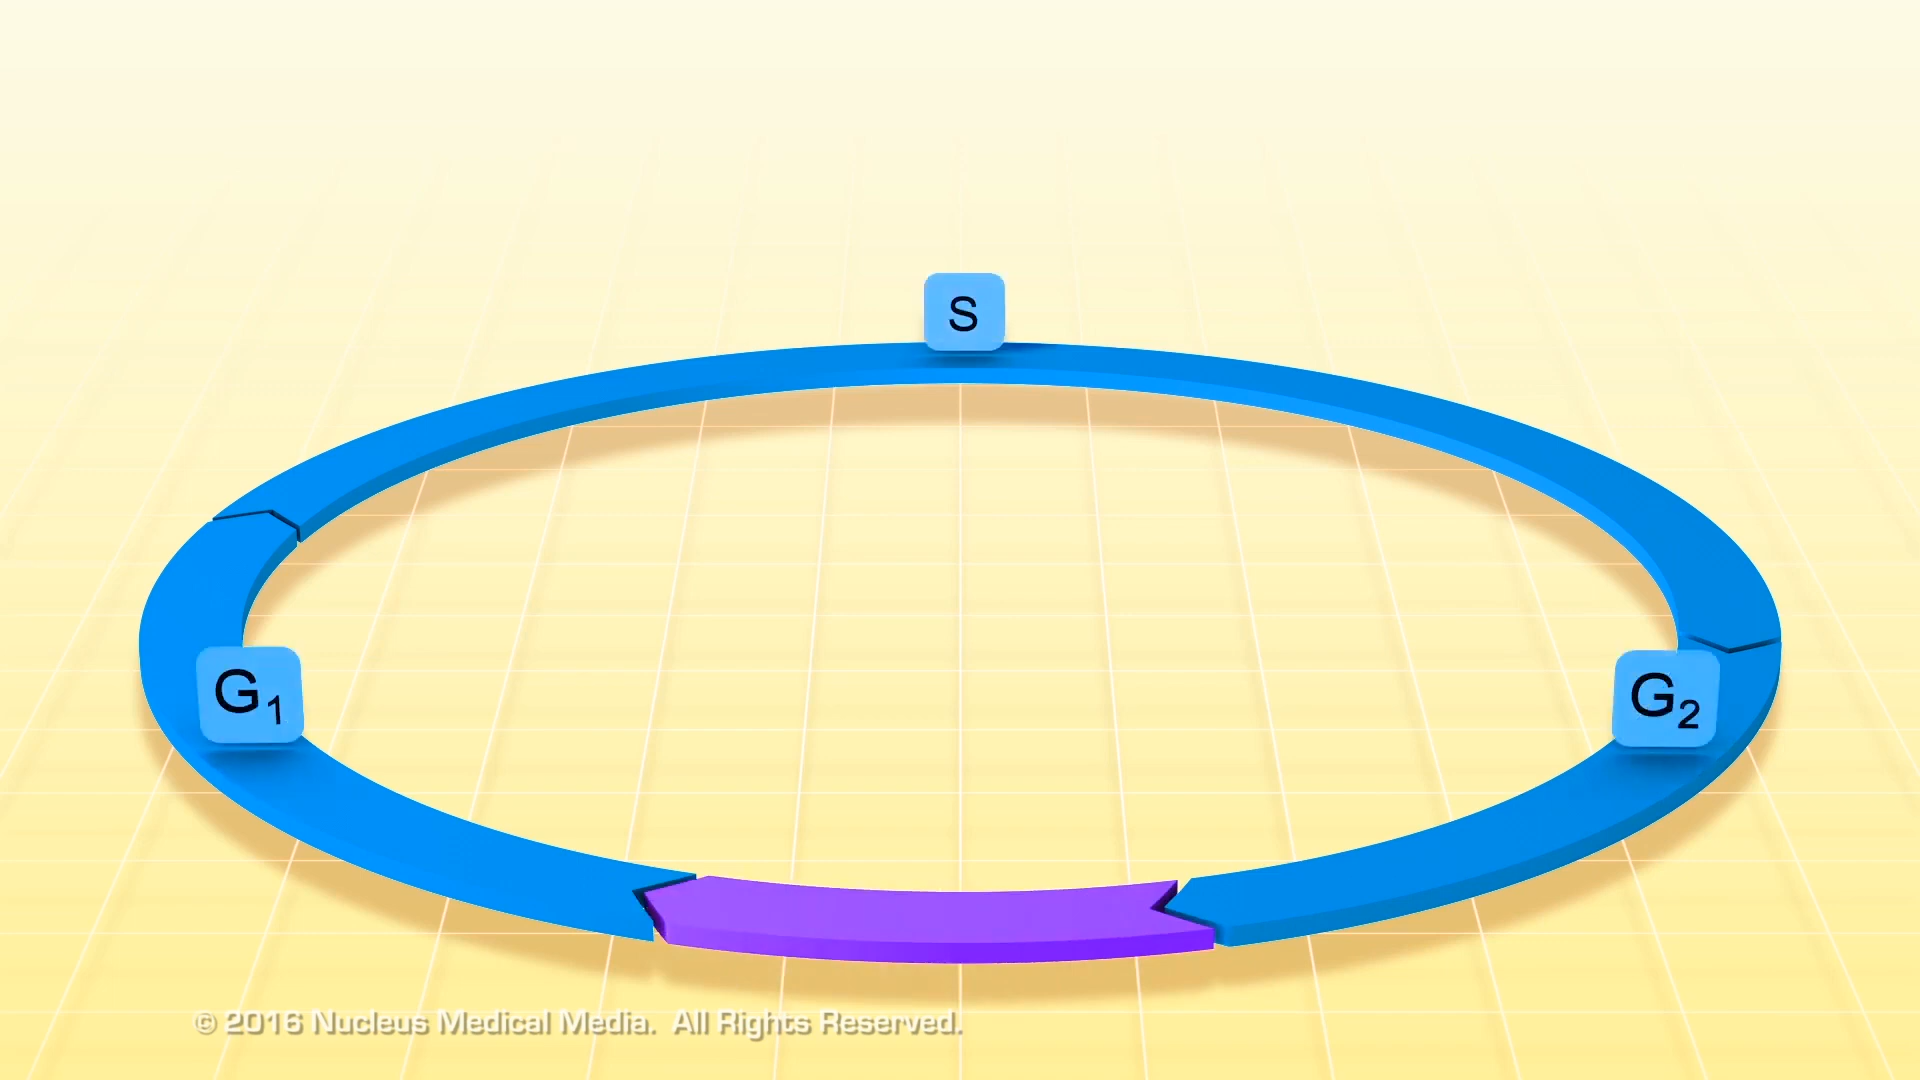 S
G₁
G₂
© 2016 Nucleus Medical Media. All Rights Reserved.